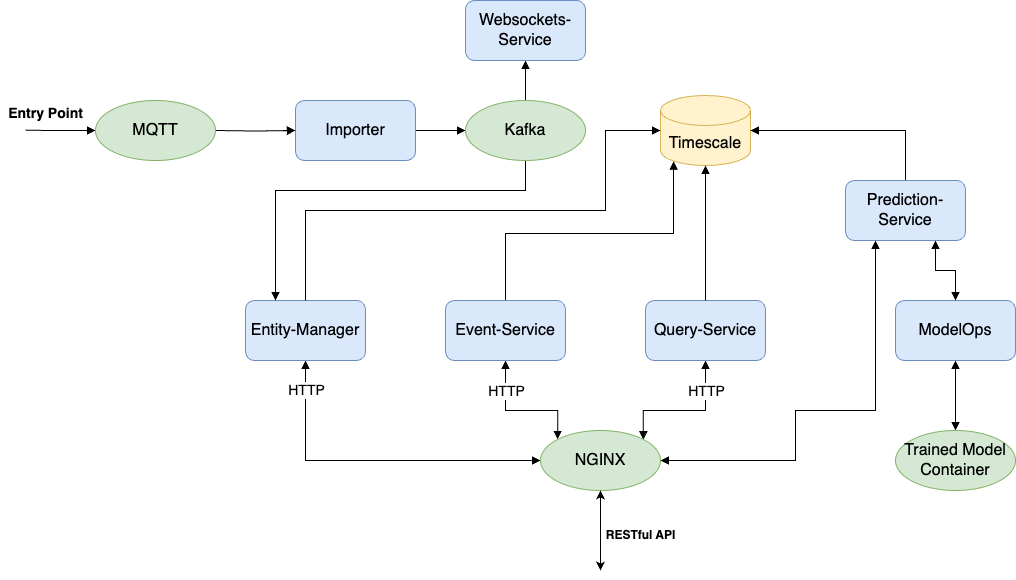 Websockets-
Service
Entry Point
MQTT
Importer
Kafka
Timescale
Prediction-
Service
Entity-Manager
Event-Service
Query-Service
ModelOps
HTTP
HTTP
HTTP
NGINX
Trained Model
Container
RESTful API